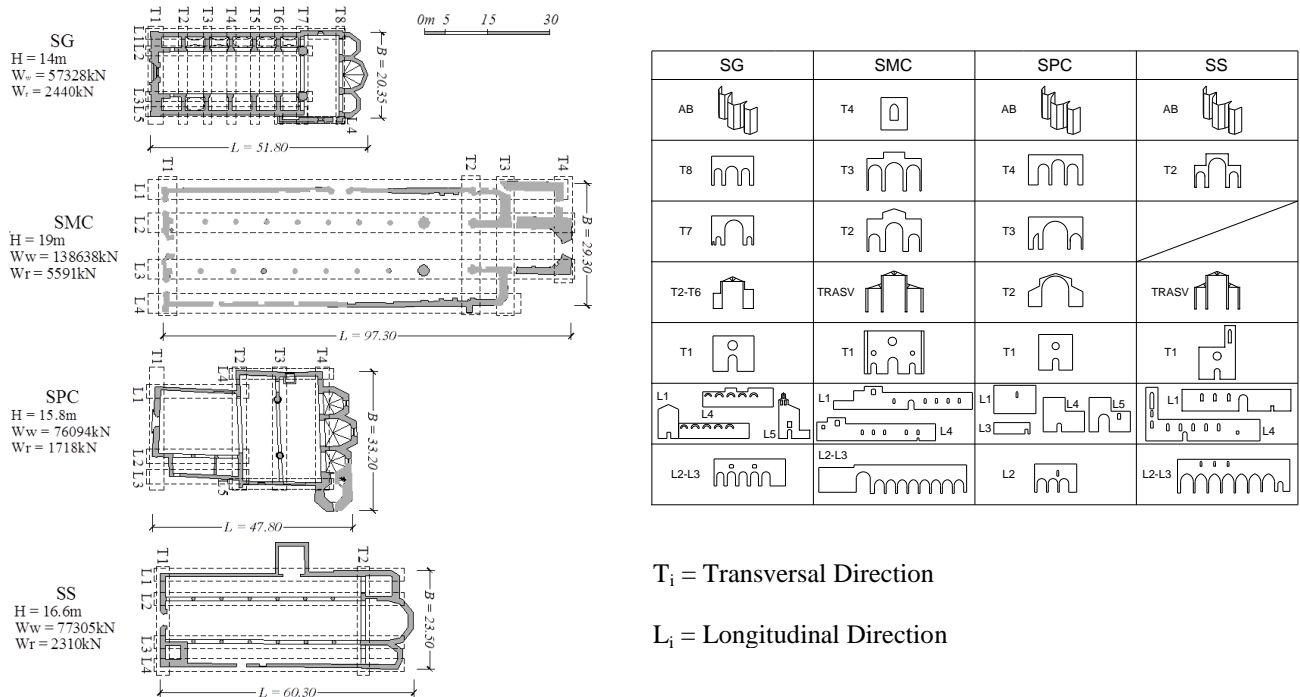 T1 T2 T3 T4 T5 T6 T7 T8
0m 5 15 30
SG
H = 14m
Ww = 57328kN
Wr = 2440kN
L1 L2
L3 L5
L4
B = 20.35
L = 51.80
T1 T2 T3 T4
SMC
H = 19m
Ww = 138638kN
Wr = 5591kN
L1
L2
L3
L4
B = 29.30
L = 97.30
T1 T2 T3 T4
L4
SPC
H = 15.8m
Ww = 76094kN
Wr = 1718kN
L1
L2 L3
L5
B = 33.20
L = 47.80
T1 T2
SS
H = 16.6m
Ww = 77305kN
Wr = 2310kN
L1
L2
L3 L4
B = 23.50
L = 60.30
SG SMC SPC SS
AB T4 AB AB
T8 T3 T4 T2
T7 T2 T3
T2-T6 TRASV T2 TRASV
T1 T1 T1 T1
L1 L4 L5 L1 L4 L1 L3 L4 L5 L1 L4
L2-L3 L2-L3 L2 L2-L3
Ti = Transversal Direction
Li = Longitudinal Direction